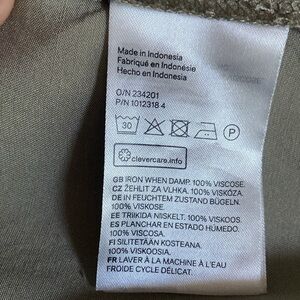 Made in Indonesia
Fabriqué en Indonésie
Hecho en Indonesia
O/N 234201
P/N 1012318 4
30
P
clevercare.info
GB IRON WHEN DAMP. 100% VISCOSE.
CZ ŽEHLIT ZA VLHKA. 100% VISKÓZA.
DE IN FEUCHTEM ZUSTAND BÜGELN.
100% VISKOSE.
EE TRIIKIDA NISKELT. 100% VISKOOS.
ES PLANCHAR EN ESTADO HÚMEDO.
100% VISCOSA.
FI SILITETÄÄN KOSTEANA.
100% VISKOOSIA.
FR LAVER À LA MACHINE À L'EAU
FROIDE CYCLE DÉLICAT.